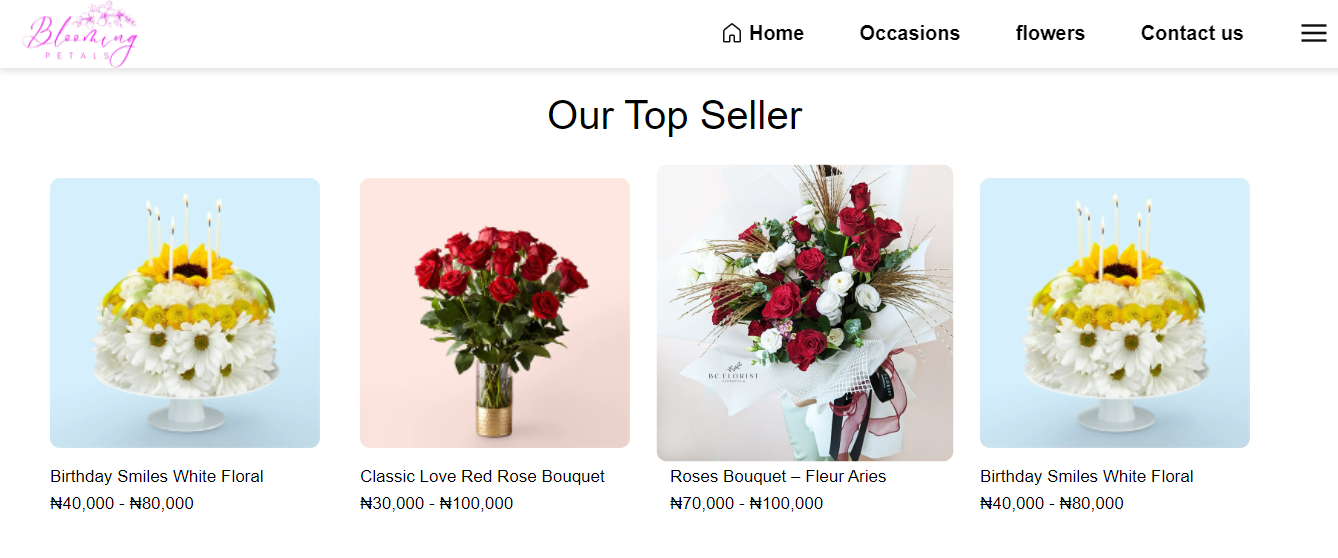 Blooming
PETALS
Home
Occasions
flowers
Contact us
Our Top Seller
BC FLORIST
Birthday Smiles White Floral
₦40,000 - ₦80,000
Classic Love Red Rose Bouquet
₦30,000 - ₦100,000
Roses Bouquet – Fleur Aries
₦70,000 - ₦100,000
Birthday Smiles White Floral
₦40,000 - ₦80,000